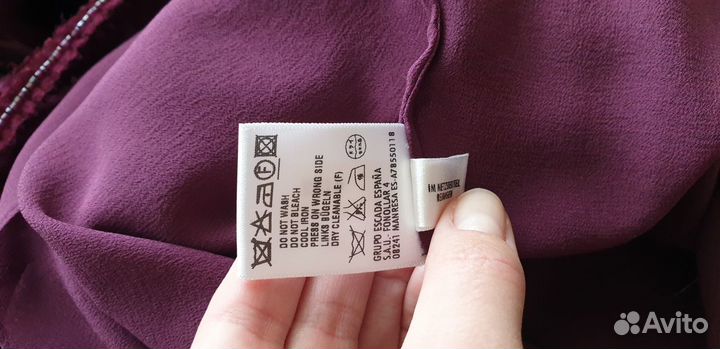 DO NOT WASH
DO NOT BLEACH
COOL IRON
PRESS ON WRONG SIDE
LINKS BÜGELN
DRY CLEANABLE (F)
GRUPO ESCADA ESPAÑA
S.A.U.- FONOLLAR 4
08241 MANRESA ES-A78550118
Avito